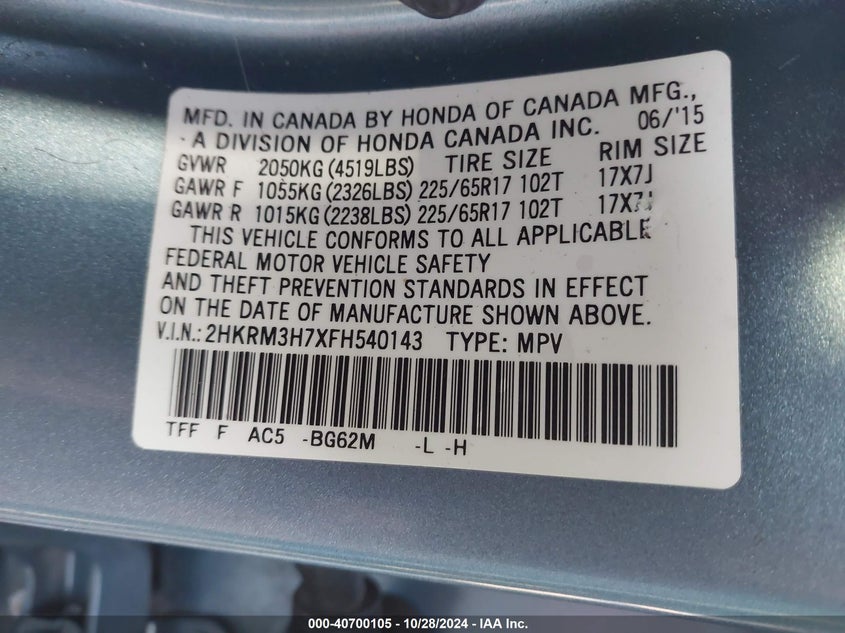 MFD. IN CANADA BY HONDA OF CANADA MFG.,
A DIVISION OF HONDA CANADA INC. 06/'15
GVWR 2050KG (4519LBS) TIRE SIZE RIM SIZE
GAWR F 1055KG (2326LBS) 225/65R17 102T 17X7J
GAWR R 1015KG (2238LBS) 225/65R17 102T 17X7J
THIS VEHICLE CONFORMS TO ALL APPLICABLE
FEDERAL MOTOR VEHICLE SAFETY
AND THEFT PREVENTION STANDARDS IN EFFECT
ON THE DATE OF MANUFACTURE SHOWN ABOVE.
V.I.N.: 2HKRM3H7XFH540143 TYPE: MPV
TFF F AC5 -BG62M -L -H
000-40700105 - 10/28/2024 - IAA Inc.